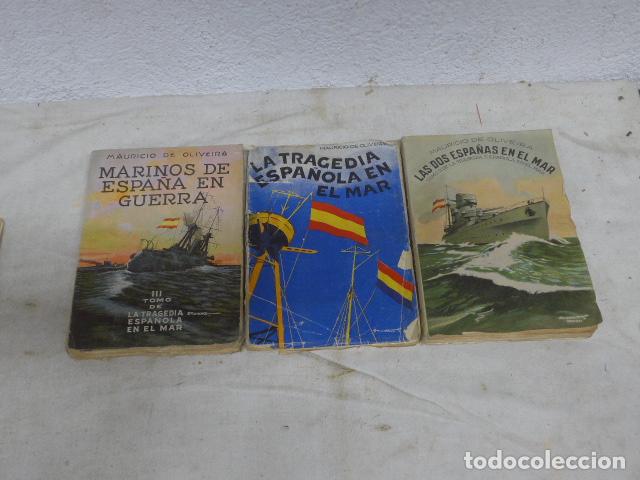 MAURICIO DE OLIVEIRA
MARINOS DE
ESPAÑA EN
GUERRA
III
TOMO
DE
LA TRAGEDIA
ESPAÑOLA
EN EL MAR
MAURICIO DE OLIVEIRA
LA TRAGEDIA
ESPAÑOLA EN
EL MAR
MAURICIO DE OLIVEIRA
LAS DOS ESPAÑAS EN EL MAR
todocoleccion.net